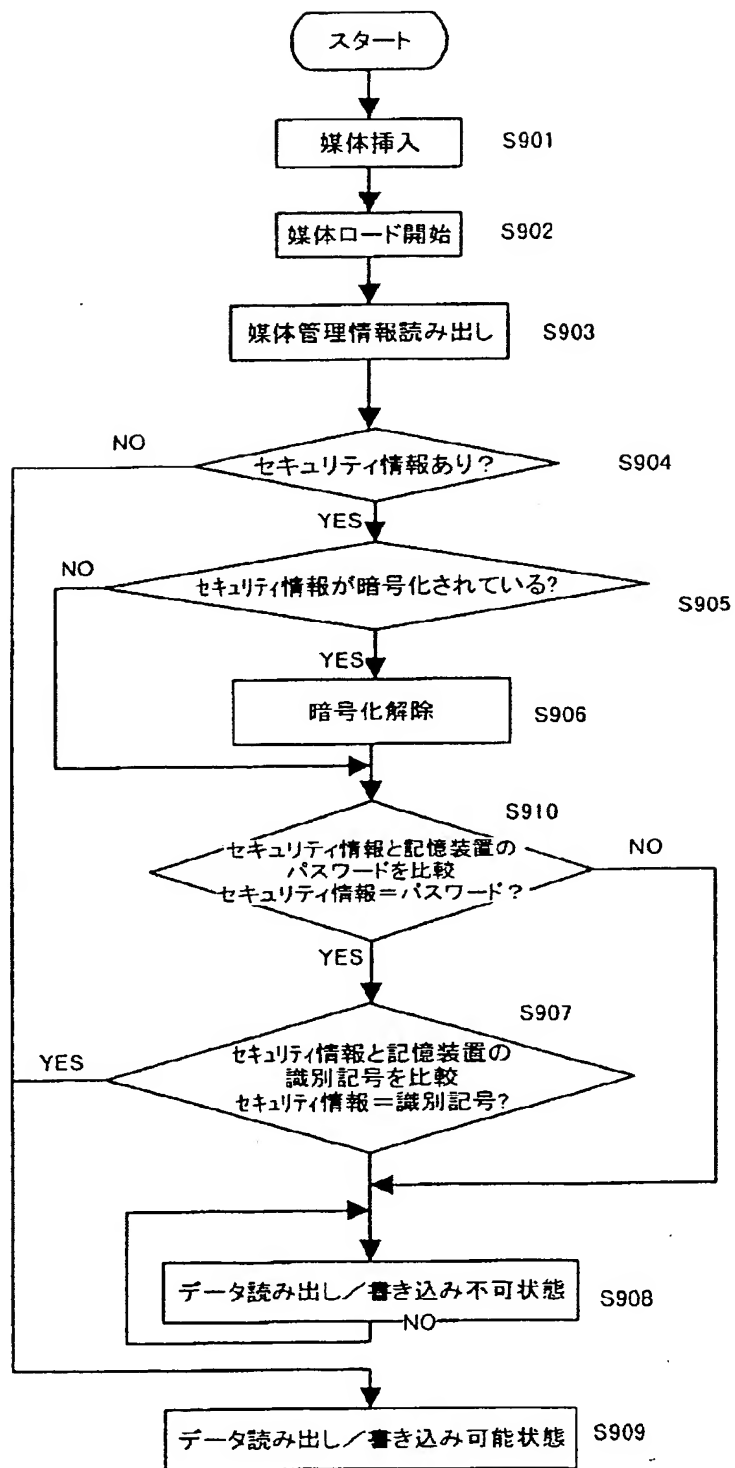 スタート
媒体挿入
S901
媒体ロード開始
S902
媒体管理情報読み出し
S903
NO
セキュリティ情報あり?
S904
YES
NO
セキュリティ情報が暗号化されている?
S905
YES
暗号化解除
S906
S910
セキュリティ情報と記憶装置の
パスワードを比較
セキュリティ情報=パスワード?
NO
YES
S907
YES
セキュリティ情報と記憶装置の
識別記号を比較
セキュリティ情報=識別記号?
データ読み出し/書き込み不可状態
S908
NO
データ読み出し/書き込み可能状態
S909